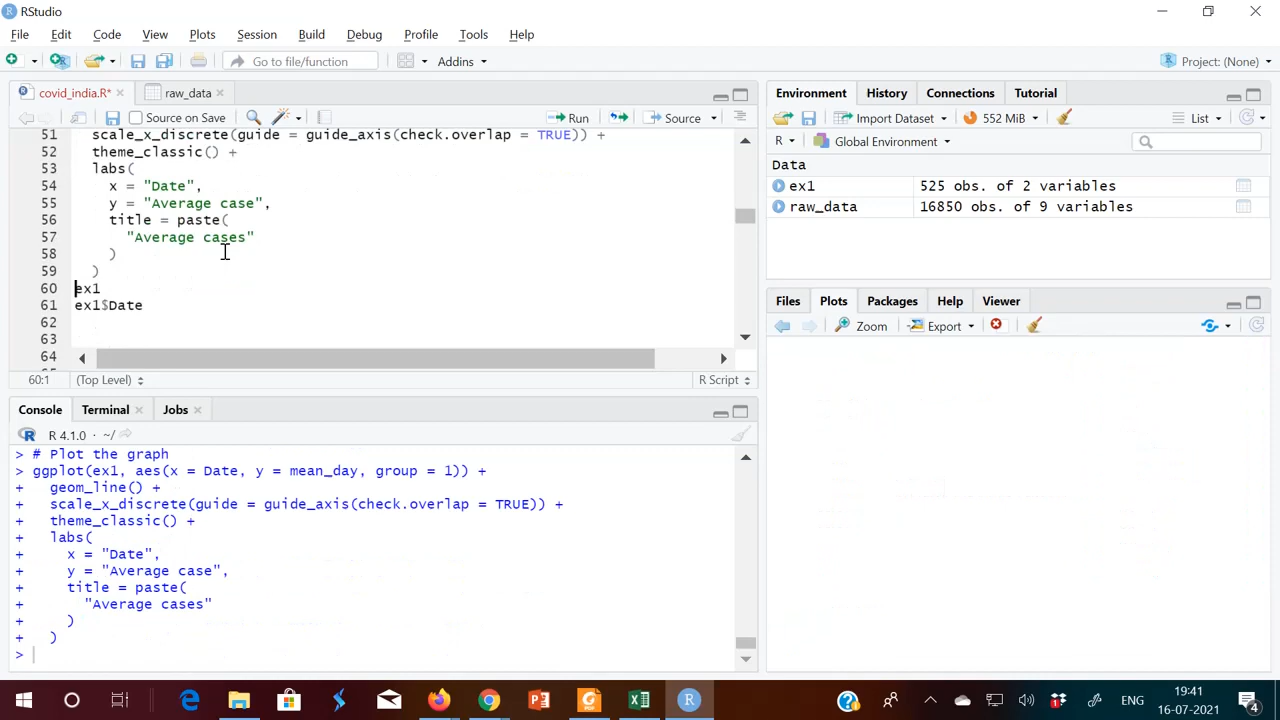 RStudio
File Edit Code View Plots Session Build Debug Profile Tools Help
Go to file/function Addins Project: (None)
covid_india.R* raw_data
Source on Save Run Source
51 scale_x_discrete(guide = guide_axis(check.overlap = TRUE)) +
52 theme_classic() +
53 labs(
54 x = "Date",
55 y = "Average case",
56 title = paste(
57 "Average cases"
58 )
59 )
60 ex1
61 ex1$Date
62
63
64
60:1 (Top Level) R Script
Console Terminal Jobs
R 4.1.0 · ~/
> # Plot the graph
> ggplot(ex1, aes(x = Date, y = mean_day, group = 1)) +
+ geom_line() +
+ scale_x_discrete(guide = guide_axis(check.overlap = TRUE)) +
+ theme_classic() +
+ labs(
+ x = "Date",
+ y = "Average case",
+ title = paste(
+ "Average cases"
+ )
+ )
>
Environment History Connections Tutorial
Import Dataset 552 MiB List
R Global Environment
Data
ex1 525 obs. of 2 variables
raw_data 16850 obs. of 9 variables
Files Plots Packages Help Viewer
Zoom Export
ENG
19:41
16-07-2021
4